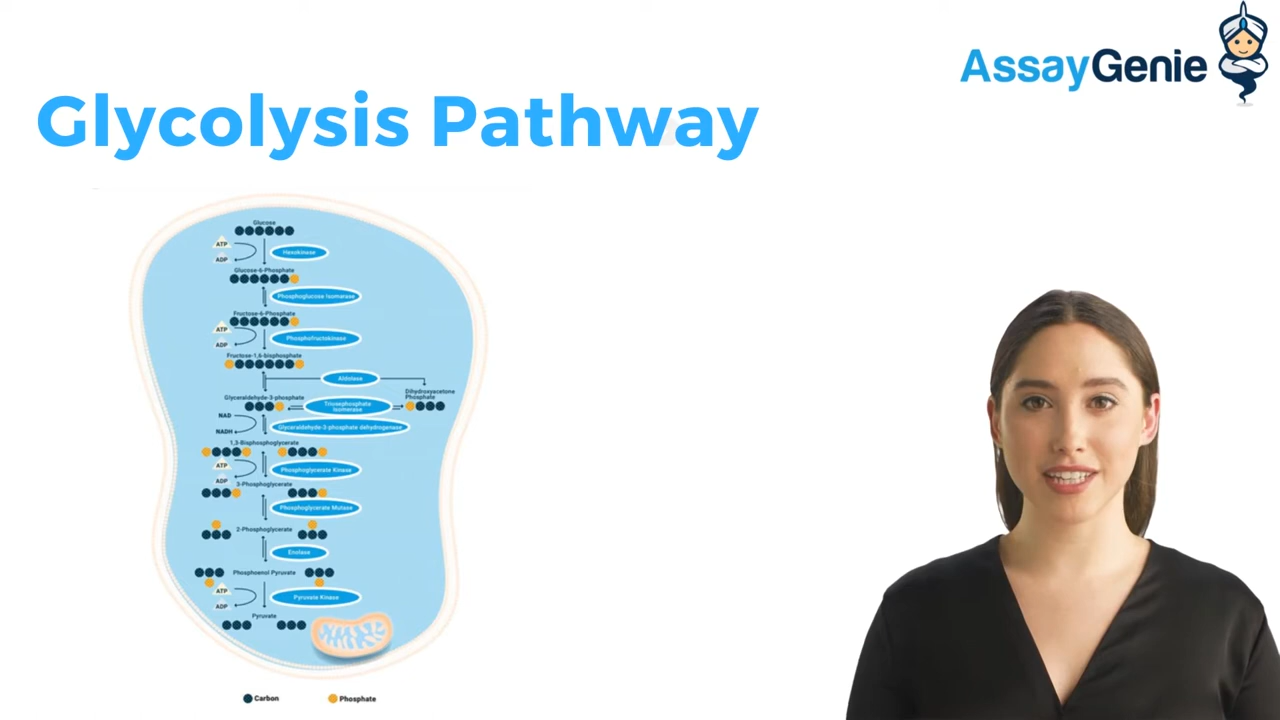 AssayGenie
Glycolysis Pathway
Glucose
ATP
ADP
Hexokinase
Glucose-6-Phosphate
Phosphoglucose Isomerase
Fructose-6-Phosphate
ATP
ADP
Phosphofructokinase
Fructose-1,6-bisphosphate
Aldolase
Glyceraldehyde-3-phosphate
Triosephosphate
Isomerase
Dihydroxyacetone
Phosphate
NAD
NADH
Glyceraldehyde-3-phosphate dehydrogenase
1,3-Bisphosphoglycerate
ATP
ADP
Phosphoglycerate Kinase
3-Phosphoglycerate
Phosphoglycerate Mutase
2-Phosphoglycerate
Enolase
Phosphoenol Pyruvate
ATP
ADP
Pyruvate Kinase
Pyruvate
Carbon
Phosphate